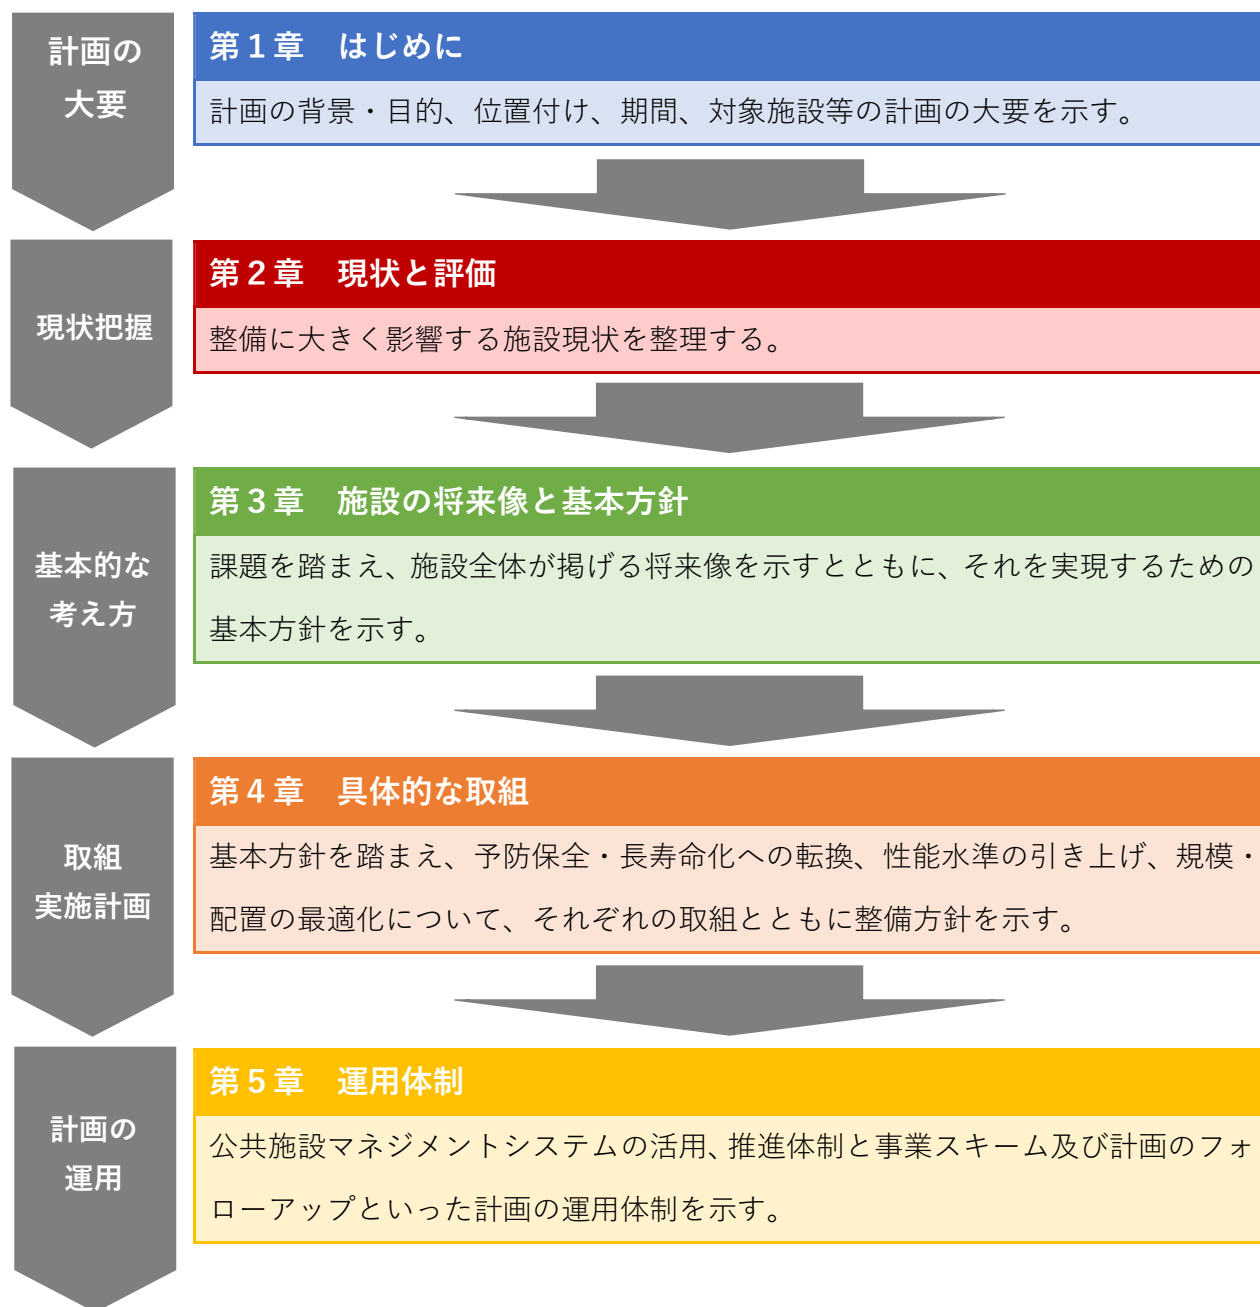 計画の
大要
第１章　はじめに
計画の背景・目的、位置付け、期間、対象施設等の計画の大要を示す。
現状把握
第２章　現状と評価
整備に大きく影響する施設現状を整理する。
基本的な
考え方
第３章　施設の将来像と基本方針
課題を踏まえ、施設全体が掲げる将来像を示すとともに、それを実現するための
基本方針を示す。
取組
実施計画
第４章　具体的な取組
基本方針を踏まえ、予防保全・長寿命化への転換、性能水準の引き上げ、規模・
配置の最適化について、それぞれの取組とともに整備方針を示す。
計画の
運用
第５章　運用体制
公共施設マネジメントシステムの活用、推進体制と事業スキーム及び計画のフォ
ローアップといった計画の運用体制を示す。